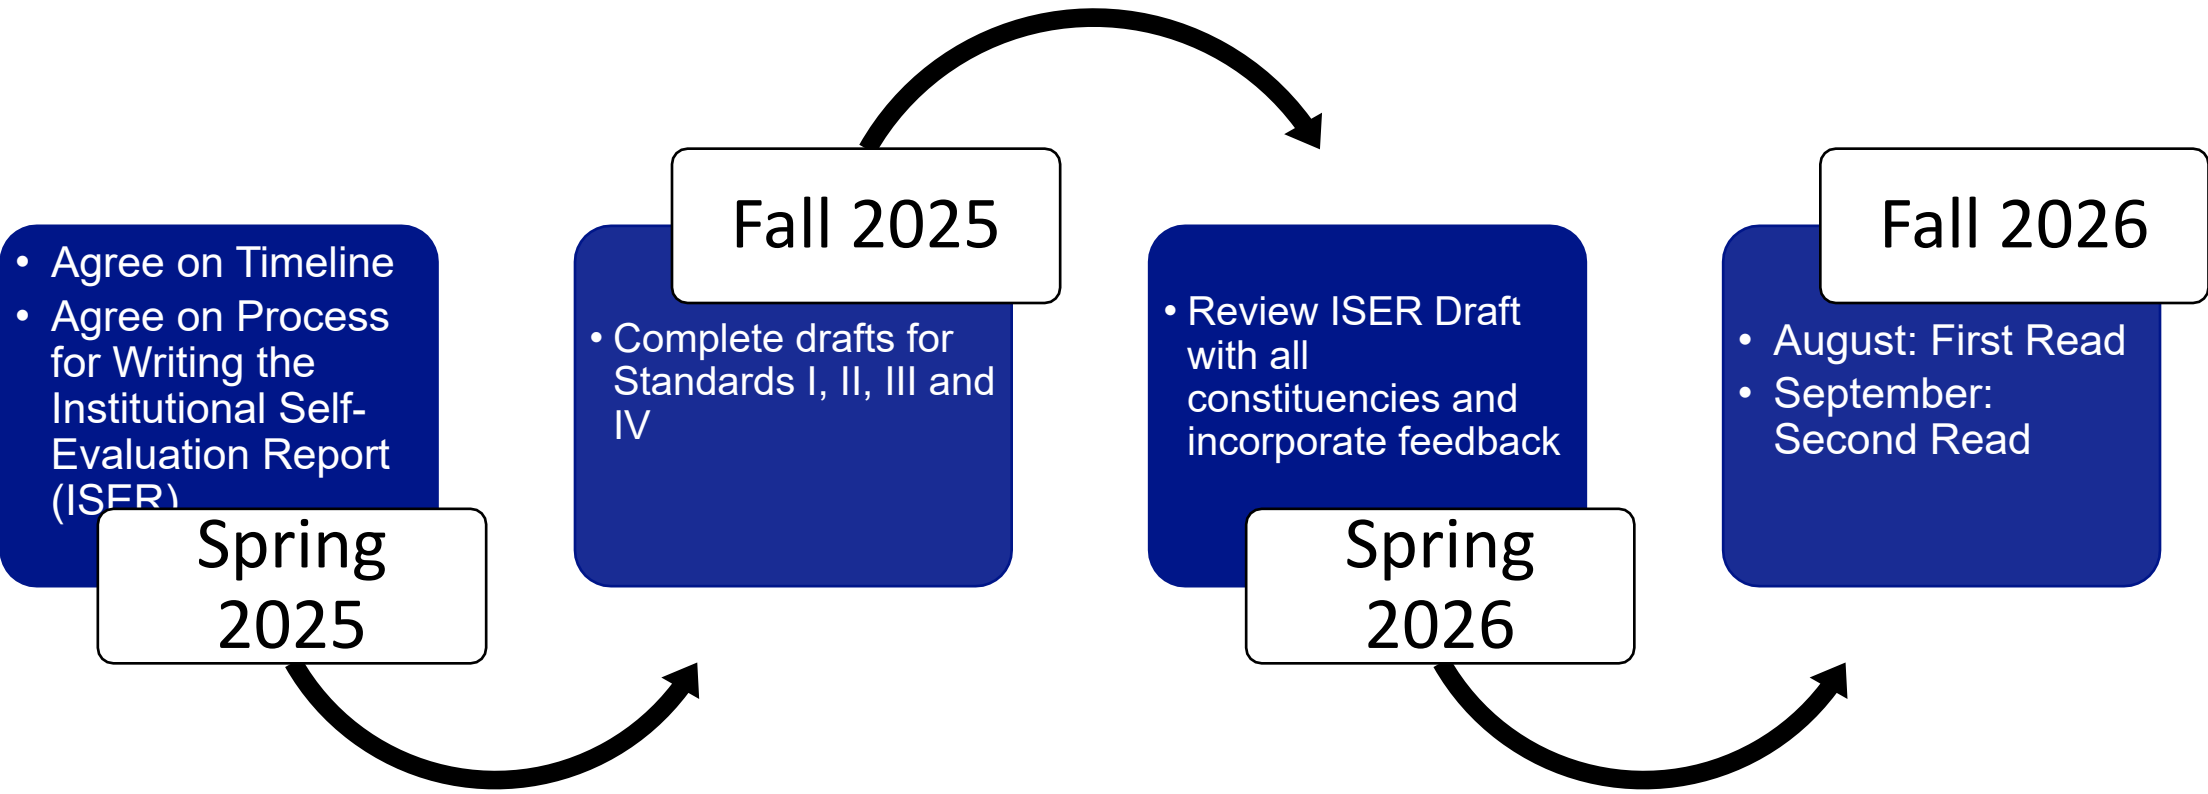 • Agree on Timeline
• Agree on Process
for Writing the
Institutional Self-
Evaluation Report
(ISER)
Spring
2025
Fall 2025
• Complete drafts for
Standards I, II, III and
IV
• Review ISER Draft
with all
constituencies and
incorporate feedback
Spring
2026
Fall 2026
• August: First Read
• September:
Second Read